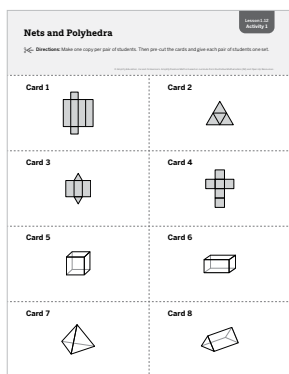 Lesson 1.12
Activity 1
Nets and Polyhedra
Directions: Make one copy per pair of students. Then pre-cut the cards and give each pair of students one set.
Card 1
Card 2
Card 3
Card 4
Card 5
Card 6
Card 7
Card 8